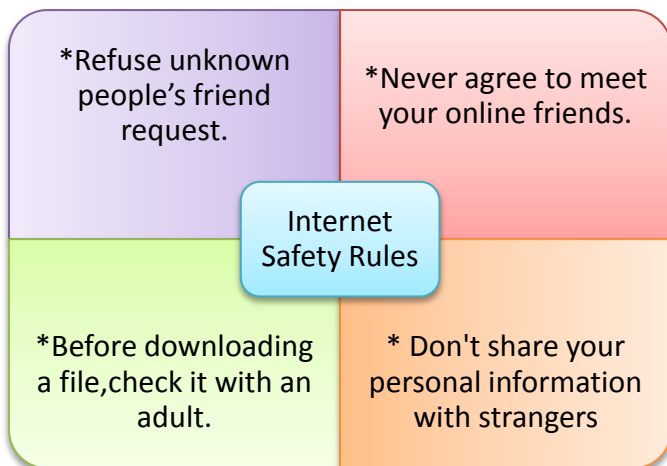 *Refuse unknown
people’s friend
request.
*Never agree to meet
your online friends.
Internet
Safety Rules
*Before downloading
a file,check it with an
adult.
* Don't share your
personal information
with strangers